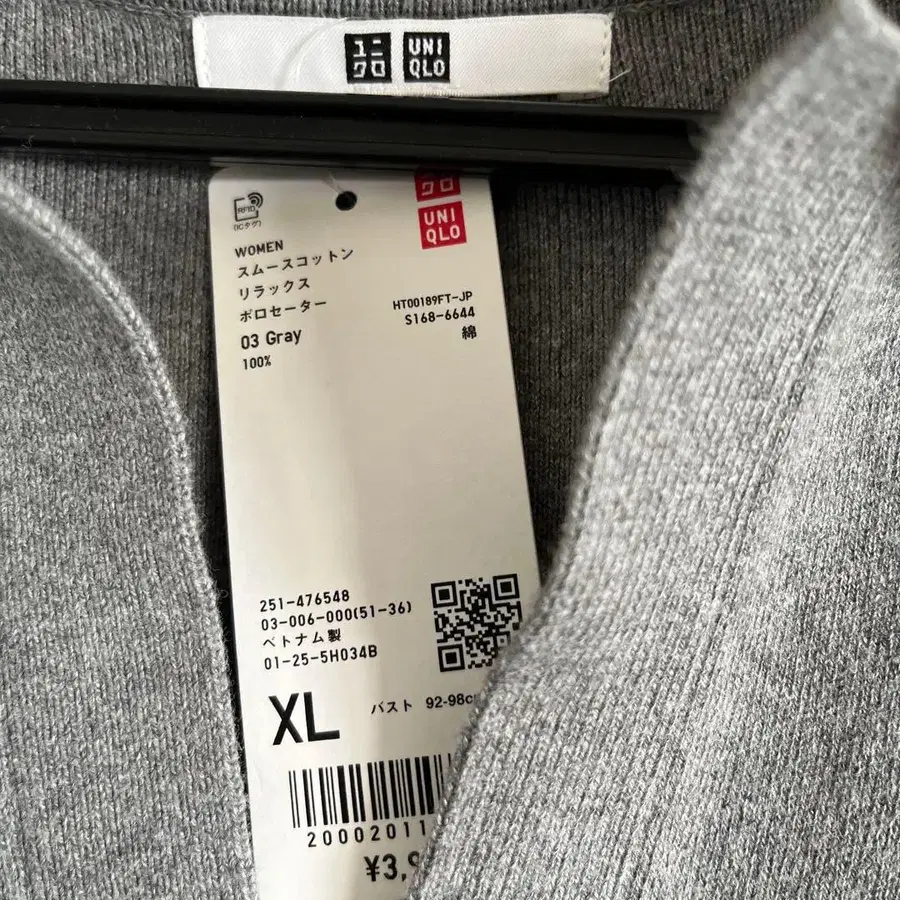 ユニ UNI
クロ QLO
RFID
(ICタグ)
クロ
UNI
QLO
WOMEN
スムースコットン
リラックス
ポロセーター
HT00189FT-JP
03 Gray
S168-6644
100%
綿
251-476548
03-006-000(51-36)
ベトナム製
01-25-5H034B
XL バスト 92-98c
20002011
¥3,9